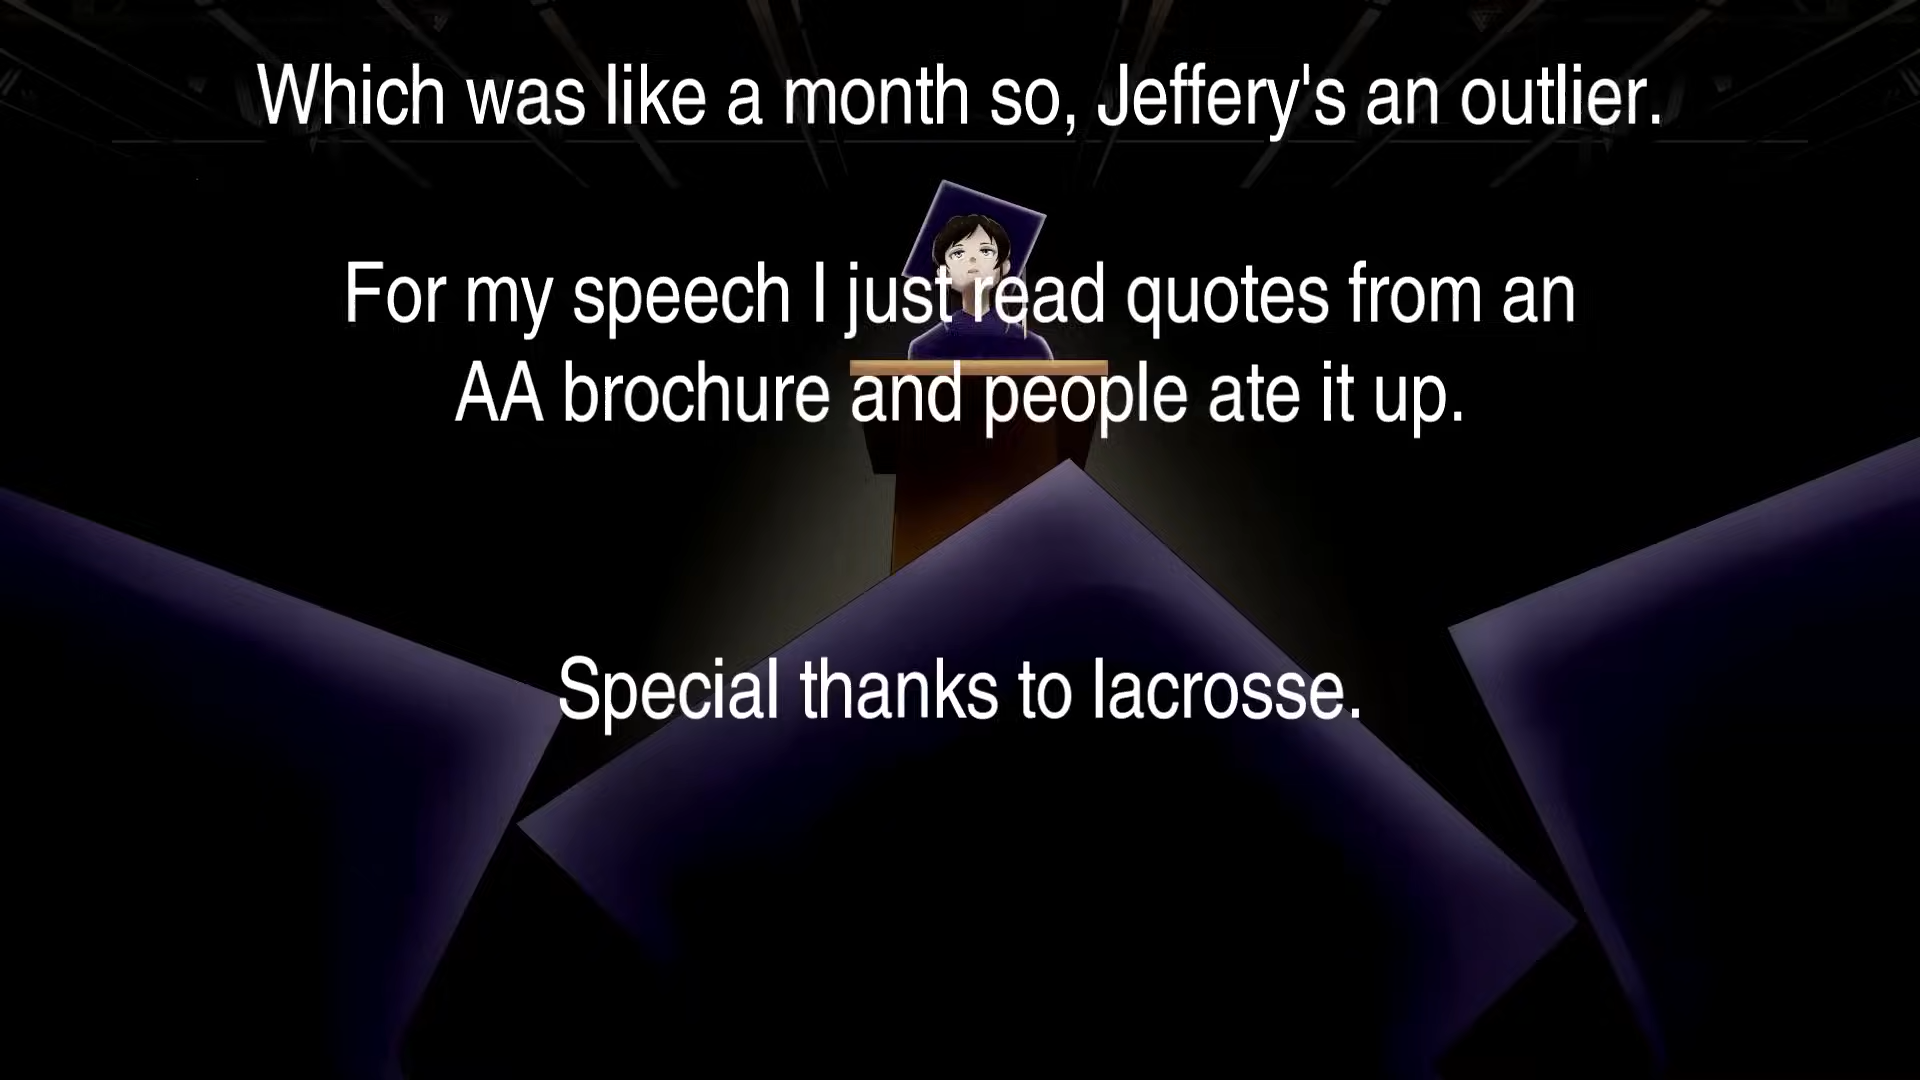 Which was like a month so, Jeffery's an outlier.
For my speech I just read quotes from an
AA brochure and people ate it up.
Special thanks to lacrosse.